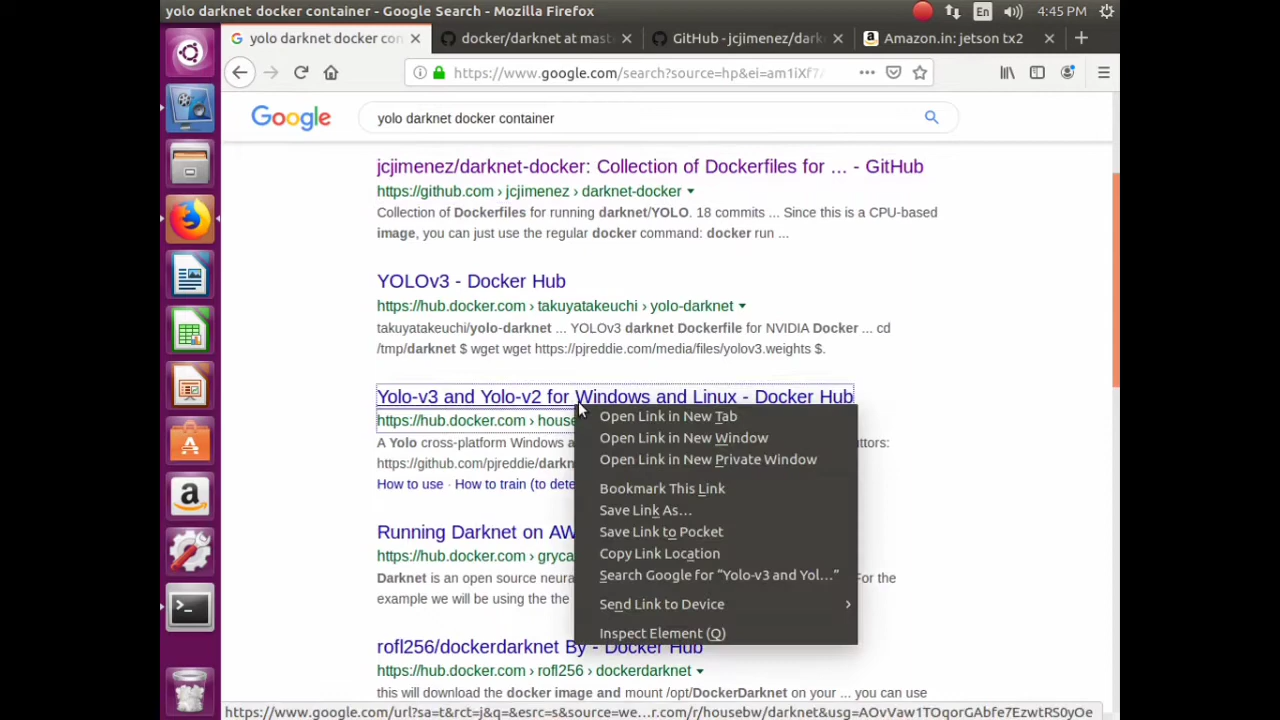 yolo darknet docker container - Google Search - Mozilla Firefox
En
4:45 PM
yolo darknet docker con
docker/darknet at mast
GitHub - jcjimenez/dark
Amazon.in: jetson tx2
https://www.google.com/search?source=hp&ei=am1iXf7
Google
yolo darknet docker container
jcjimenez/darknet-docker: Collection of Dockerfiles for ... - GitHub
https://github.com › jcjimenez › darknet-docker
Collection of Dockerfiles for running darknet/YOLO. 18 commits ... Since this is a CPU-based
image, you can just use the regular docker command: docker run ...
YOLOv3 - Docker Hub
https://hub.docker.com › takuyatakeuchi › yolo-darknet
takuyatakeuchi/yolo-darknet ... YOLOv3 darknet Dockerfile for NVIDIA Docker ... cd
/tmp/darknet $ wget wget https://pjreddie.com/media/files/yolov3.weights $.
Yolo-v3 and Yolo-v2 for Windows and Linux - Docker Hub
https://hub.docker.com › house
A Yolo cross-platform Windows a
uttors:
https://github.com/pjreddie/darkn
How to use · How to train (to dete
Open Link in New Tab
Open Link in New Window
Open Link in New Private Window
Bookmark This Link
Save Link As…
Save Link to Pocket
Copy Link Location
Search Google for “Yolo-v3 and Yol…”
Send Link to Device
Inspect Element (Q)
Running Darknet on AW
https://hub.docker.com › gryca
Darknet is an open source neura
For the
example we will be using the the
rofl256/dockerdarknet By - Docker Hub
https://hub.docker.com › rofl256 › dockerdarknet
this will download the docker image and mount /opt/DockerDarknet on your ... you can use
https://www.google.com/url?sa=t&rct=j&q=&esrc=s&source=we…r.com/r/housebw/darknet&usg=AOvVaw1TOqorGAbfe7EzwtRS0yOe